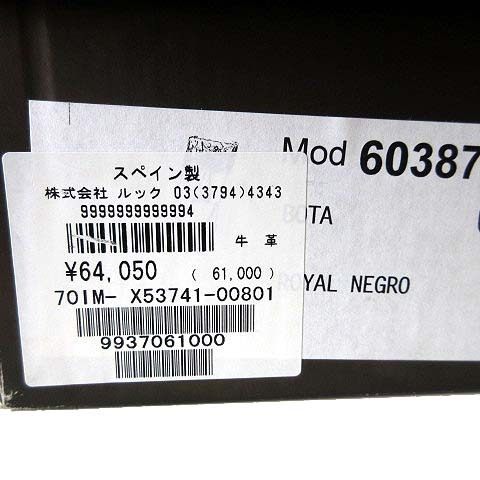 スペイン製
株式会社 ルック 03(3794)4343
9999999999994
牛 革
¥64,050 ( 61,000)
70IM- X53741-00801
9937061000
Mod 60387
BOTA
ROYAL NEGRO